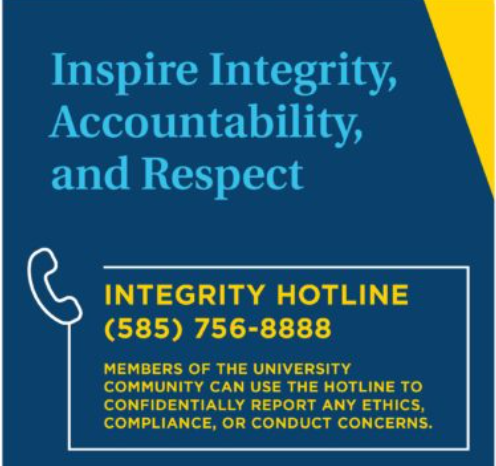 Inspire Integrity,
Accountability,
and Respect
INTEGRITY HOTLINE
(585) 756-8888
MEMBERS OF THE UNIVERSITY
COMMUNITY CAN USE THE HOTLINE TO
CONFIDENTIALLY REPORT ANY ETHICS,
COMPLIANCE, OR CONDUCT CONCERNS.